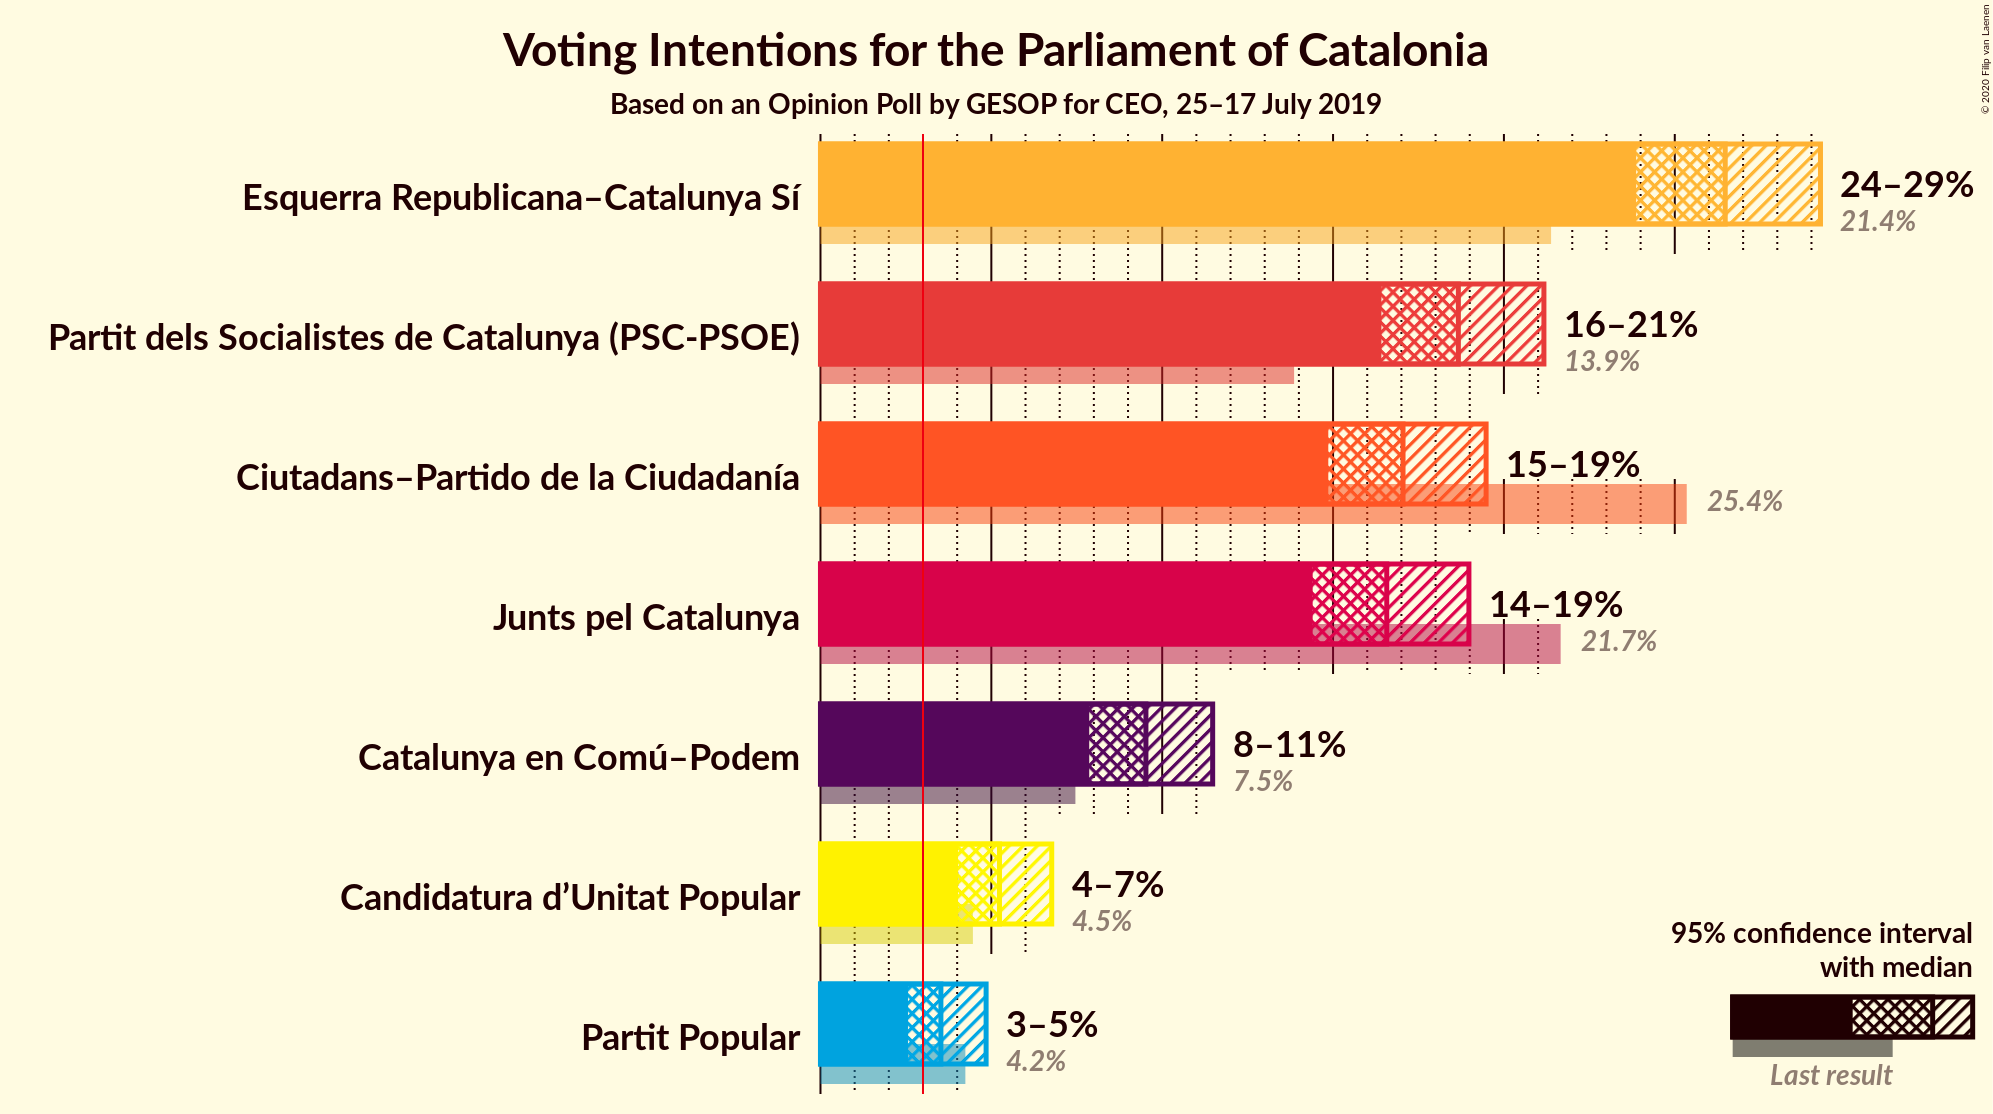 Voting Intentions for the Parliament of Catalonia
Based on an Opinion Poll by GESOP for CEO, 25–17 July 2019
© 2020 Filip van Laenen
Esquerra Republicana–Catalunya Sí
24–29%
21.4%
Partit dels Socialistes de Catalunya (PSC-PSOE)
16–21%
13.9%
Ciutadans–Partido de la Ciudadanía
15–19%
25.4%
Junts pel Catalunya
14–19%
21.7%
Catalunya en Comú–Podem
8–11%
7.5%
Candidatura d’Unitat Popular
4–7%
4.5%
Partit Popular
3–5%
4.2%
95% confidence interval
with median
Last result